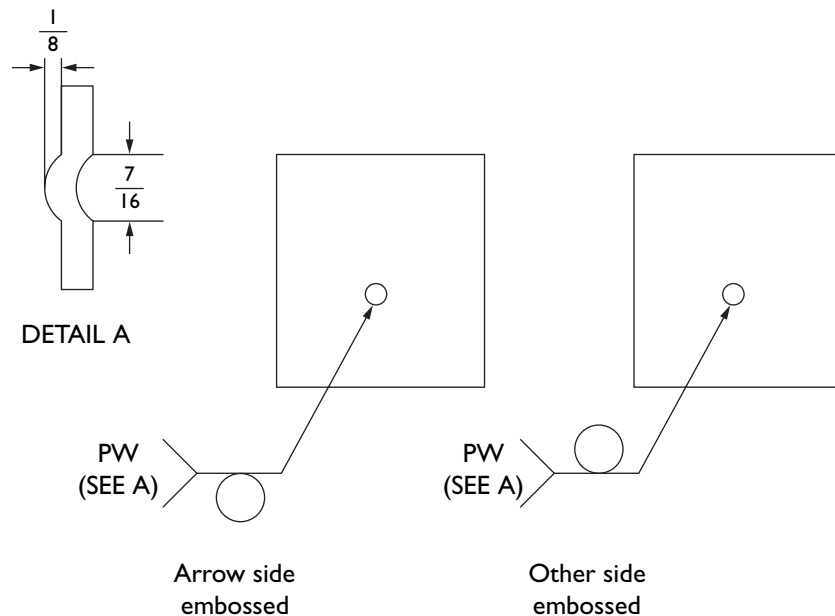 1
8
7
16
DETAIL A
PW
(SEE A)
PW
(SEE A)
Arrow side
embossed
Other side
embossed